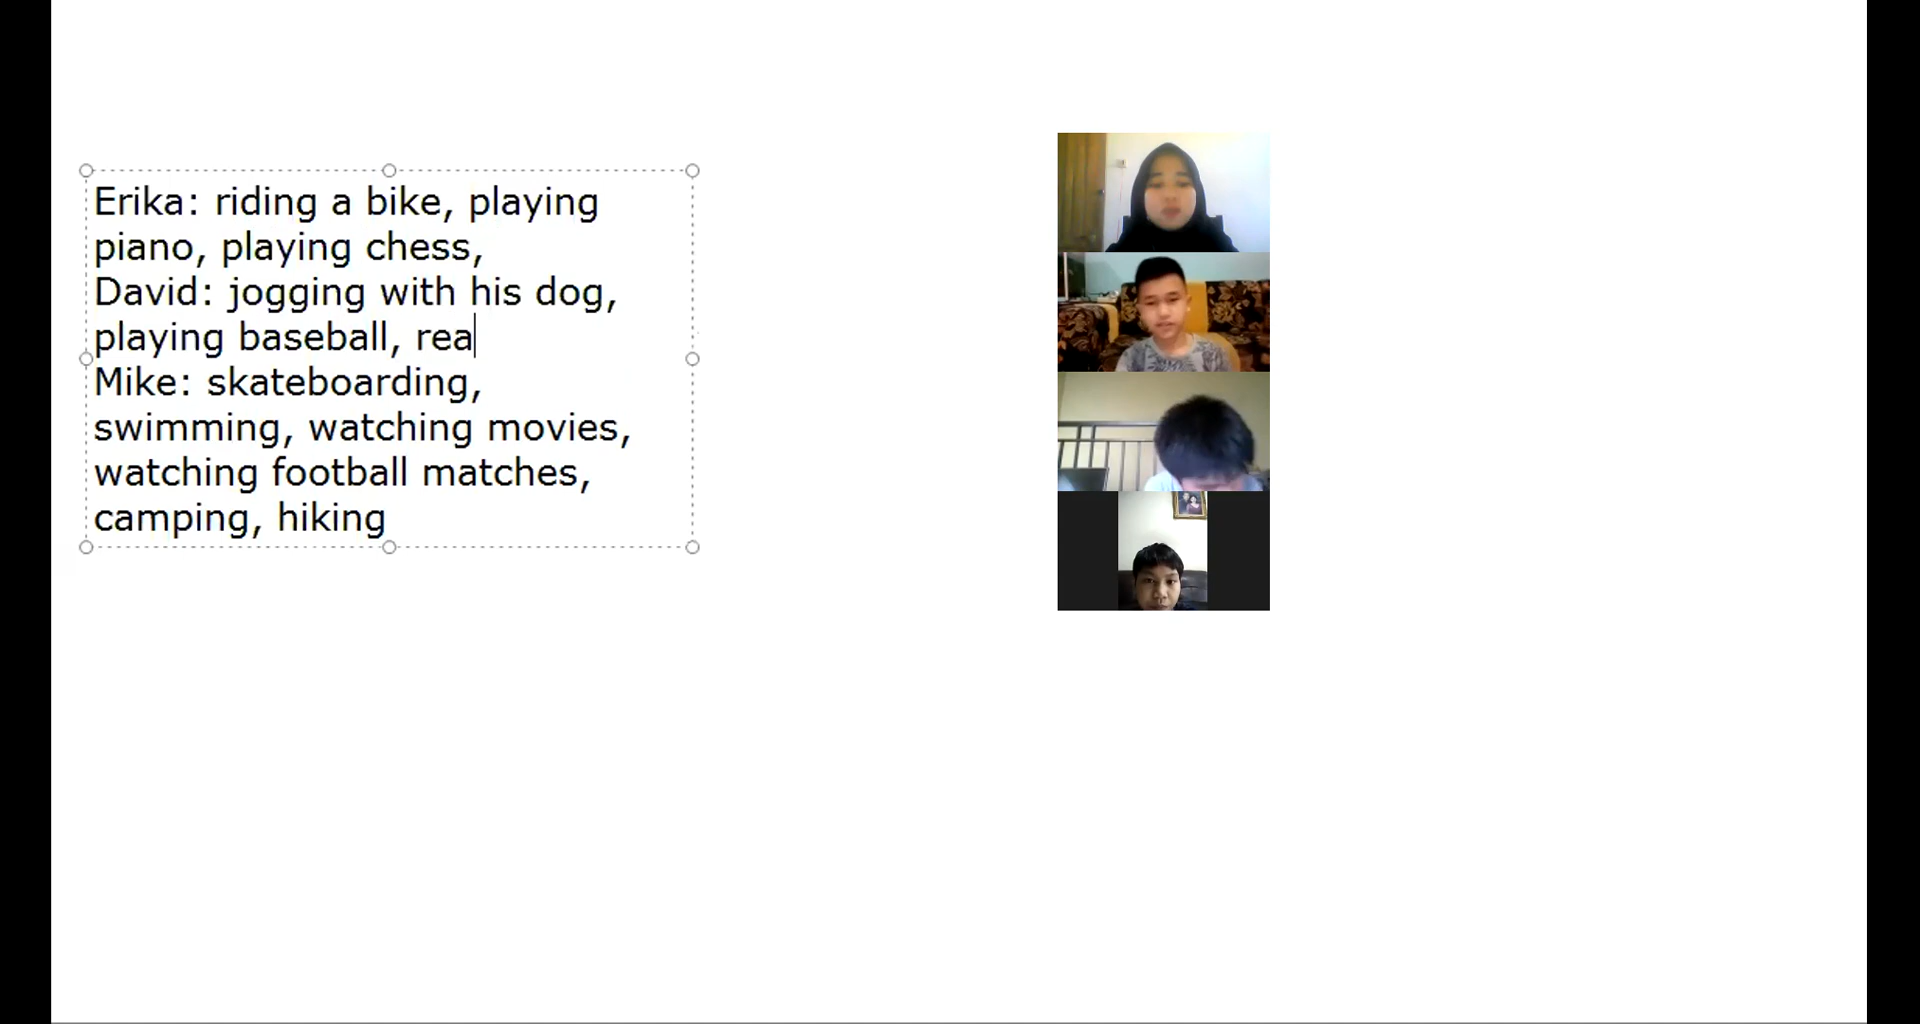 Erika: riding a bike, playing
piano, playing chess,
David: jogging with his dog,
playing baseball, rea
Mike: skateboarding,
swimming, watching movies,
watching football matches,
camping, hiking